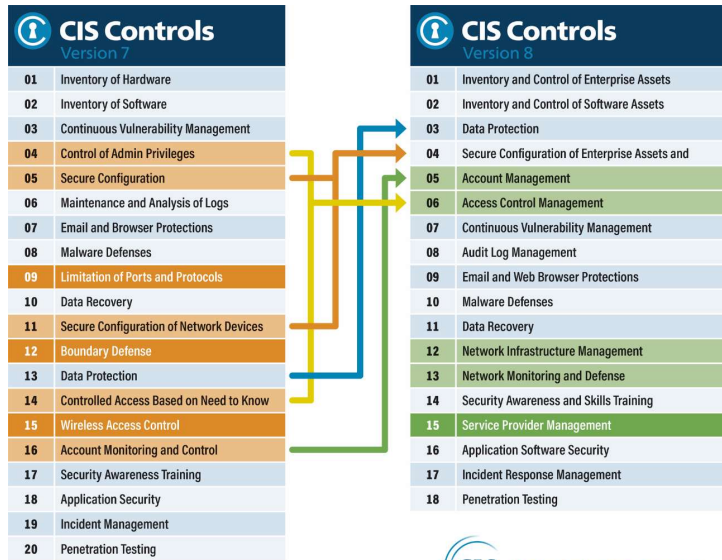 CIS Controls
Version 7
01 Inventory of Hardware
02 Inventory of Software
03 Continuous Vulnerability Management
04 Control of Admin Privileges
05 Secure Configuration
06 Maintenance and Analysis of Logs
07 Email and Browser Protections
08 Malware Defenses
09 Limitation of Ports and Protocols
10 Data Recovery
11 Secure Configuration of Network Devices
12 Boundary Defense
13 Data Protection
14 Controlled Access Based on Need to Know
15 Wireless Access Control
16 Account Monitoring and Control
17 Security Awareness Training
18 Application Security
19 Incident Management
20 Penetration Testing
CIS Controls
Version 8
01 Inventory and Control of Enterprise Assets
02 Inventory and Control of Software Assets
03 Data Protection
04 Secure Configuration of Enterprise Assets and
05 Account Management
06 Access Control Management
07 Continuous Vulnerability Management
08 Audit Log Management
09 Email and Web Browser Protections
10 Malware Defenses
11 Data Recovery
12 Network Infrastructure Management
13 Network Monitoring and Defense
14 Security Awareness and Skills Training
15 Service Provider Management
16 Application Software Security
17 Incident Response Management
18 Penetration Testing